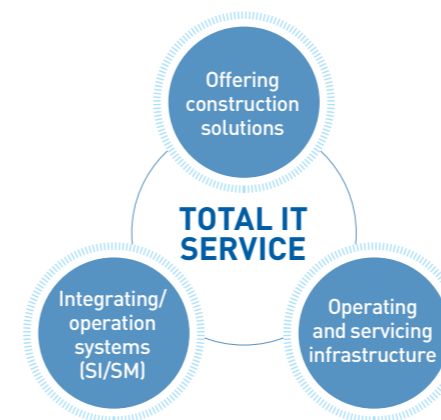 Offering
construction
solutions
TOTAL IT
SERVICE
Integrating/
operation
systems
(SI/SM)
Operating
and servicing
infrastructure